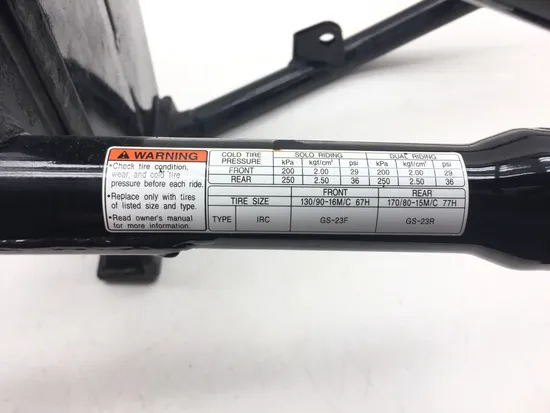 WARNING
•Check tire condition,
wear, and cold tire
pressure before each ride.
•Replace only with tires
of listed size and type.
•Read owner's manual
for more information.
COLD TIRE PRESSURE SOLO RIDING DUAL RIDING
kPa kgf/cm² psi kPa kgf/cm² psi
FRONT 200 2.00 29 200 2.00 29
REAR 250 2.50 36 250 2.50 36
FRONT REAR
TIRE SIZE 130/90-16M/C 67H 170/80-15M/C 77H
TYPE IRC GS-23F GS-23R